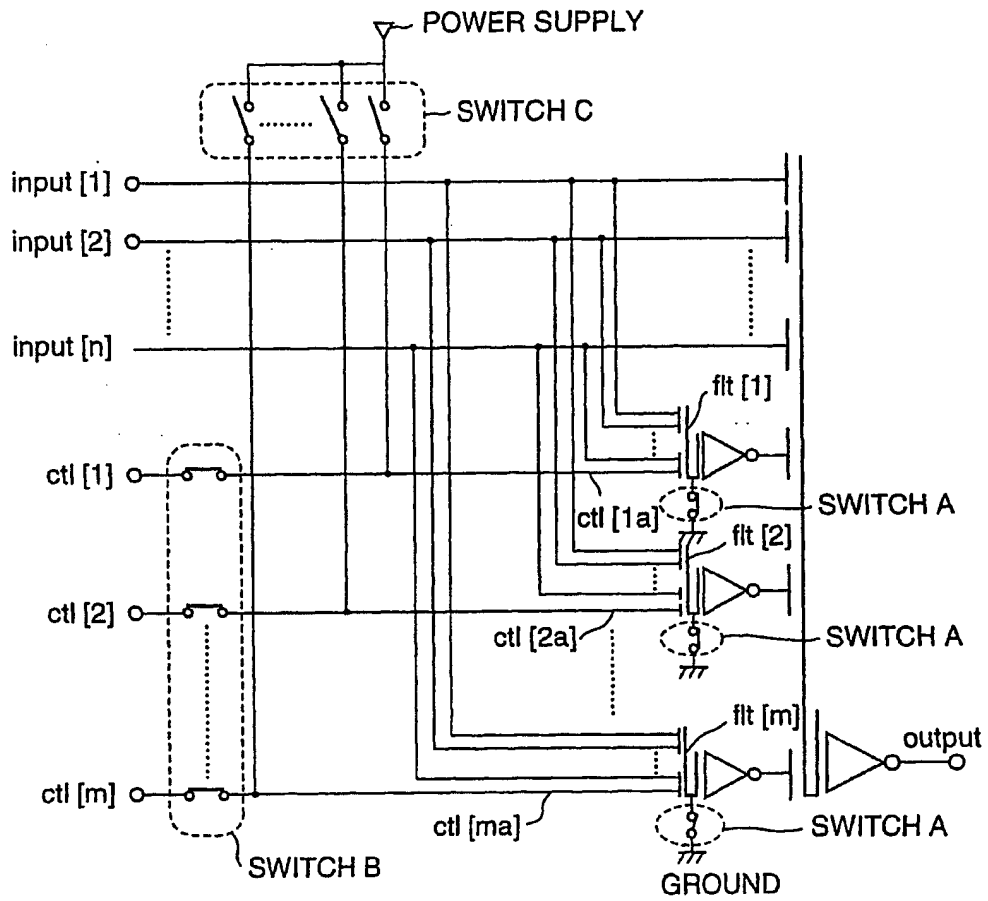 POWER SUPPLY
SWITCH C
input [1]
input [2]
input [n]
flt [1]
ctl [1]
ctl [1a]
SWITCH A
flt [2]
ctl [2]
ctl [2a]
SWITCH A
flt [m]
output
ctl [m]
ctl [ma]
SWITCH A
SWITCH B
GROUND